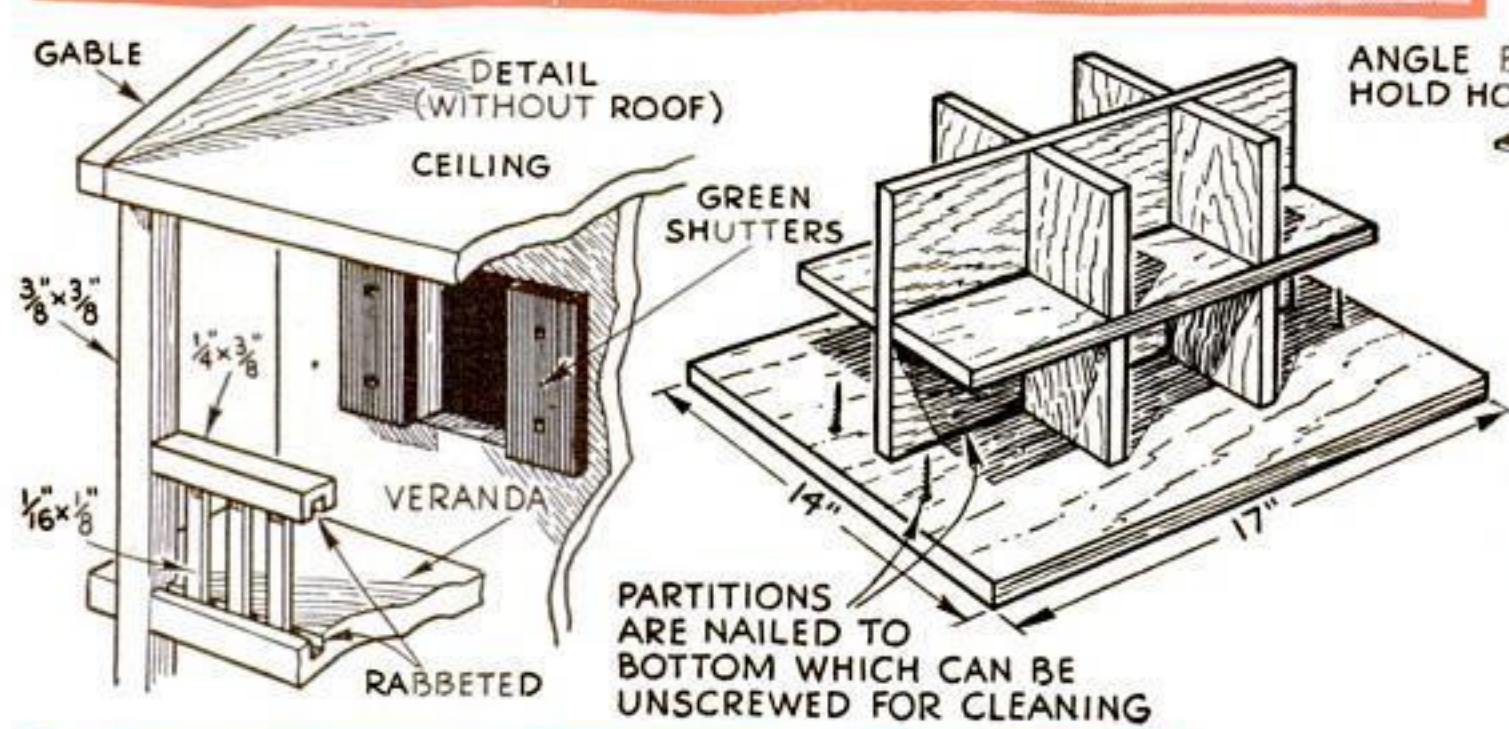 GABLE
DETAIL
(WITHOUT ROOF)
CEILING
GREEN
SHUTTERS
3/8" x 3/8"
1/4" x 3/8"
1/16" x 1/8"
VERANDA
RABBETED
ANGLE
HOLD
14"
17"
PARTITIONS
ARE NAILED TO
BOTTOM WHICH CAN BE
UNSCREWED FOR CLEANING